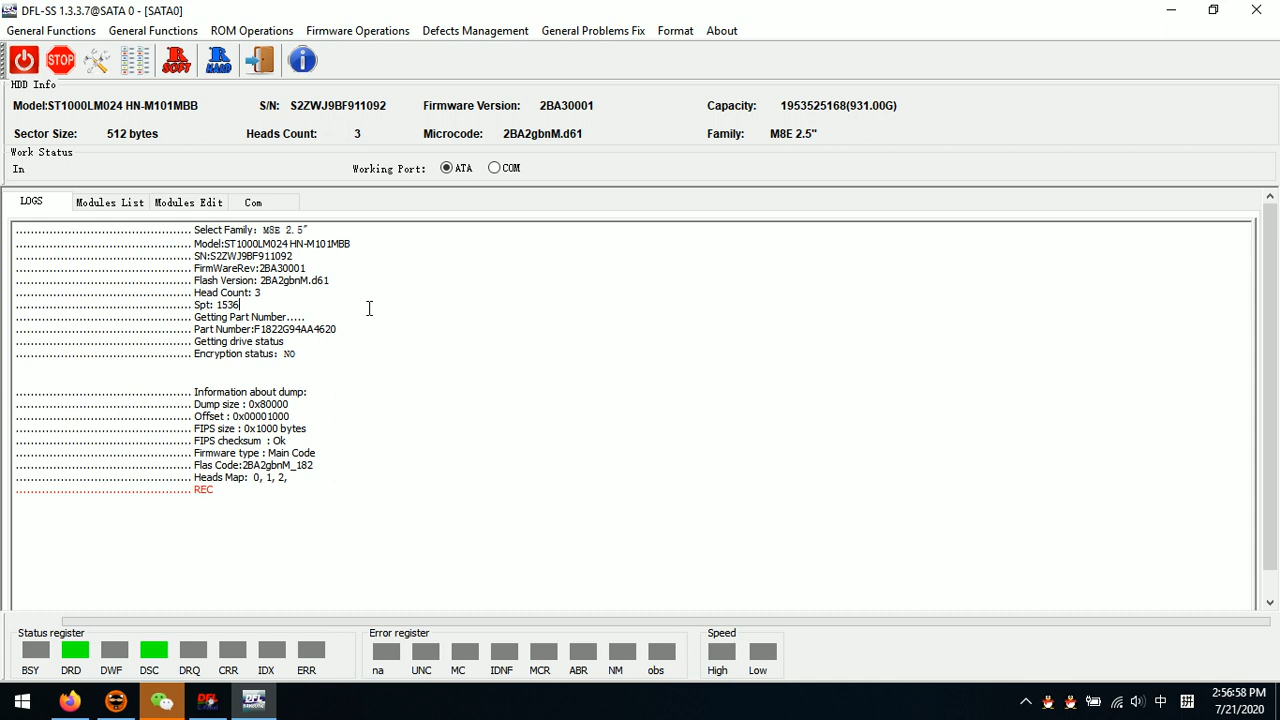 DFL-SS 1.3.3.7@SATA 0 - [SATA0]
General Functions General Functions ROM Operations Firmware Operations Defects Management General Problems Fix Format About
STOP R SOFT R HARD i
HDD Info
Model:ST1000LM024 HN-M101MBB S/N: S2ZWJ9BF911092 Firmware Version: 2BA30001 Capacity: 1953525168(931.00G)
Sector Size: 512 bytes Heads Count: 3 Microcode: 2BA2gbnM.d61 Family: M8E 2.5"
Work Status
In Working Port: ATA COM
LOGS Modules List Modules Edit Com
............................................... Select Family: M8E 2.5"
............................................... Model:ST1000LM024 HN-M101MBB
............................................... SN:S2ZWJ9BF911092
............................................... FirmWareRev:2BA30001
............................................... Flash Version: 2BA2gbnM.d61
............................................... Head Count: 3
............................................... Spt: 1536
............................................... Getting Part Number.....
............................................... Part Number:F1822G94AA4620
............................................... Getting drive status
............................................... Encryption status: NO
............................................... Information about dump:
............................................... Dump size : 0x80000
............................................... Offset : 0x00001000
............................................... FIPS size : 0x1000 bytes
............................................... FIPS checksum : Ok
............................................... Firmware type : Main Code
............................................... Flas Code:2BA2gbnM_182
............................................... Heads Map: 0, 1, 2,
............................................... REC
Status register Error register Speed
BSY DRD DWF DSC DRQ CRR IDX ERR na UNC MC IDNF MCR ABR NM obs High Low
DFL DFL 中 拼 2:56:58 PM
7/21/2020